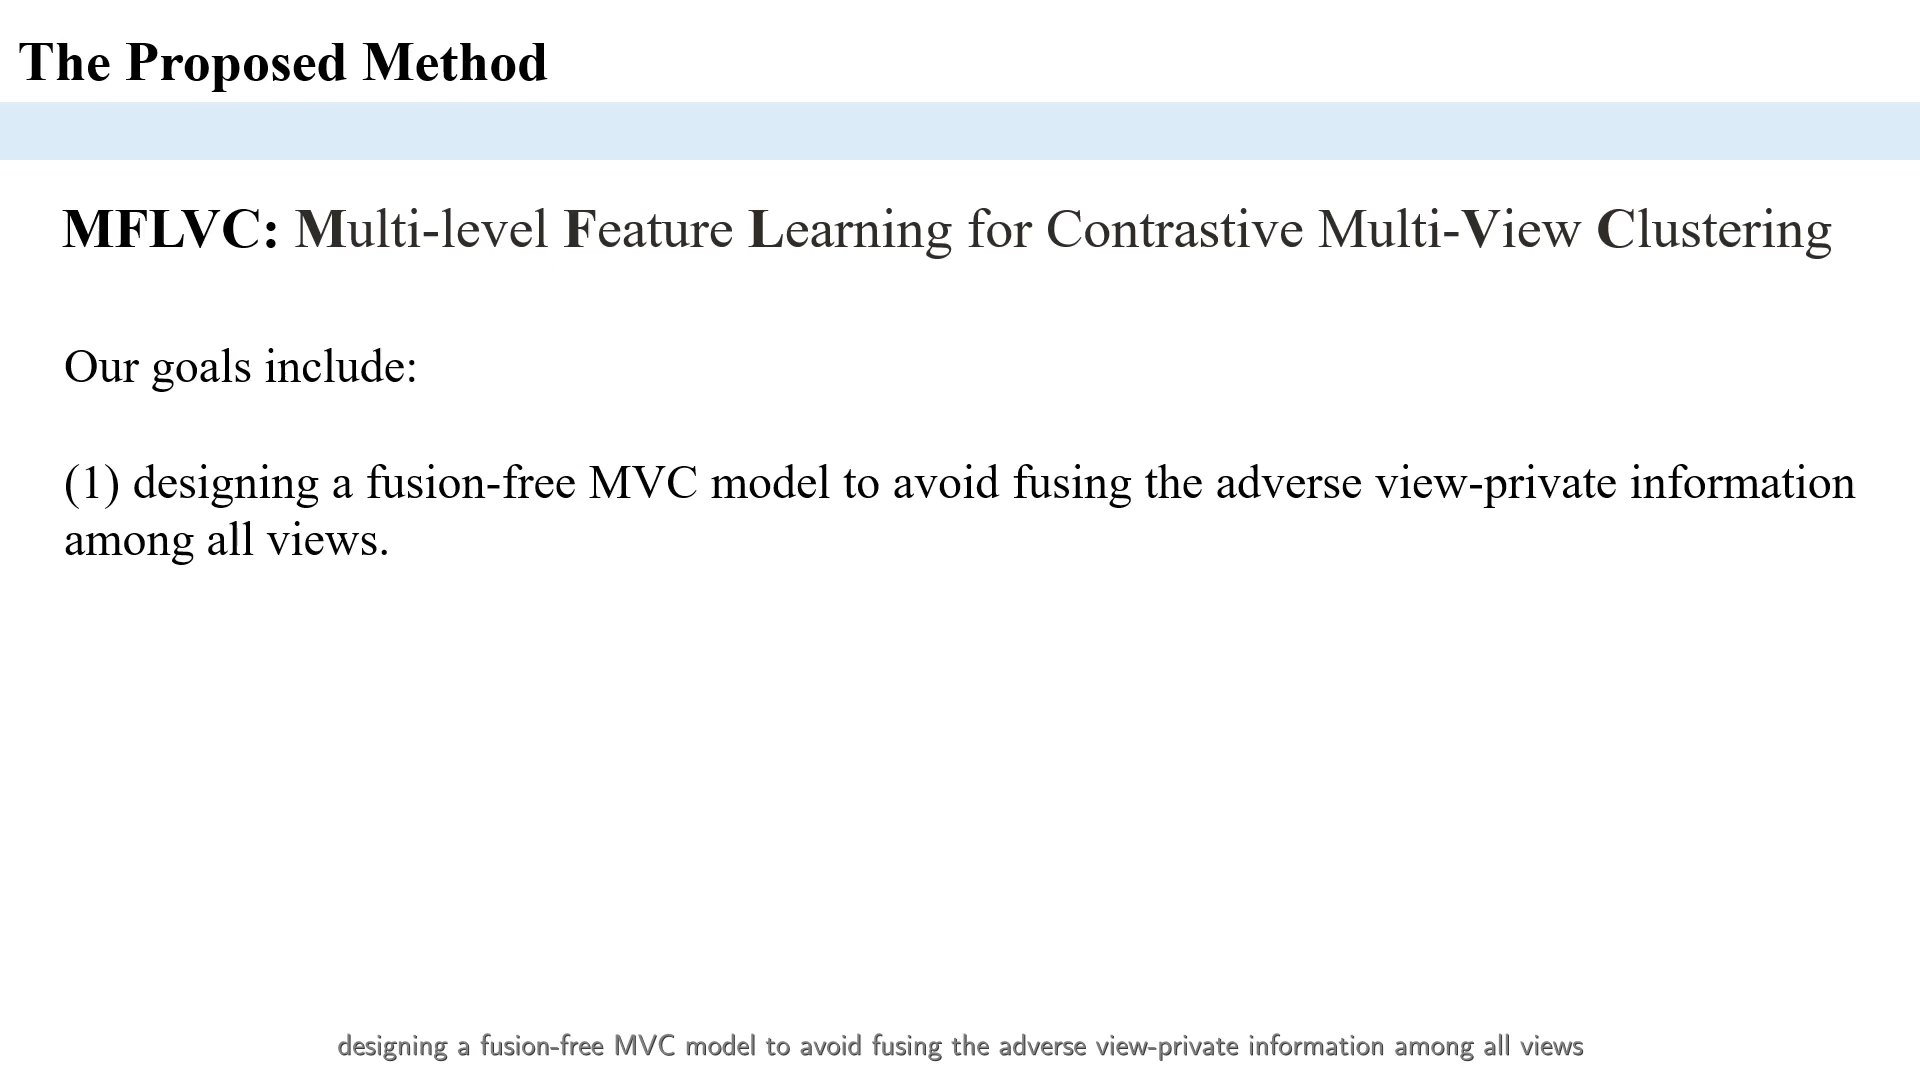 The Proposed Method
MFLVC: Multi-level Feature Learning for Contrastive Multi-View Clustering
Our goals include:
(1) designing a fusion-free MVC model to avoid fusing the adverse view-private information
among all views.
designing a fusion-free MVC model to avoid fusing the adverse view-private information among all views